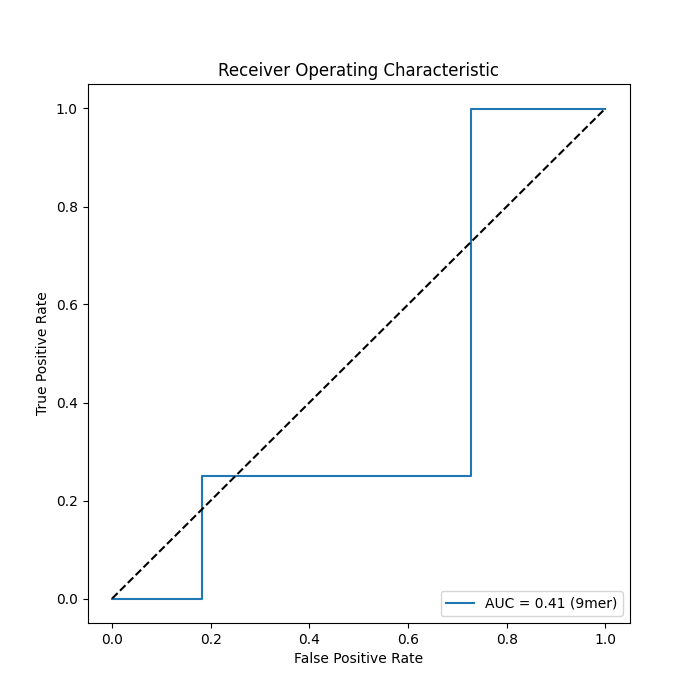 Receiver Operating Characteristic
1.0
0.8
0.6
0.4
0.2
0.0
True Positive Rate
AUC = 0.41 (9mer)
0.0 0.2 0.4 0.6 0.8 1.0
False Positive Rate